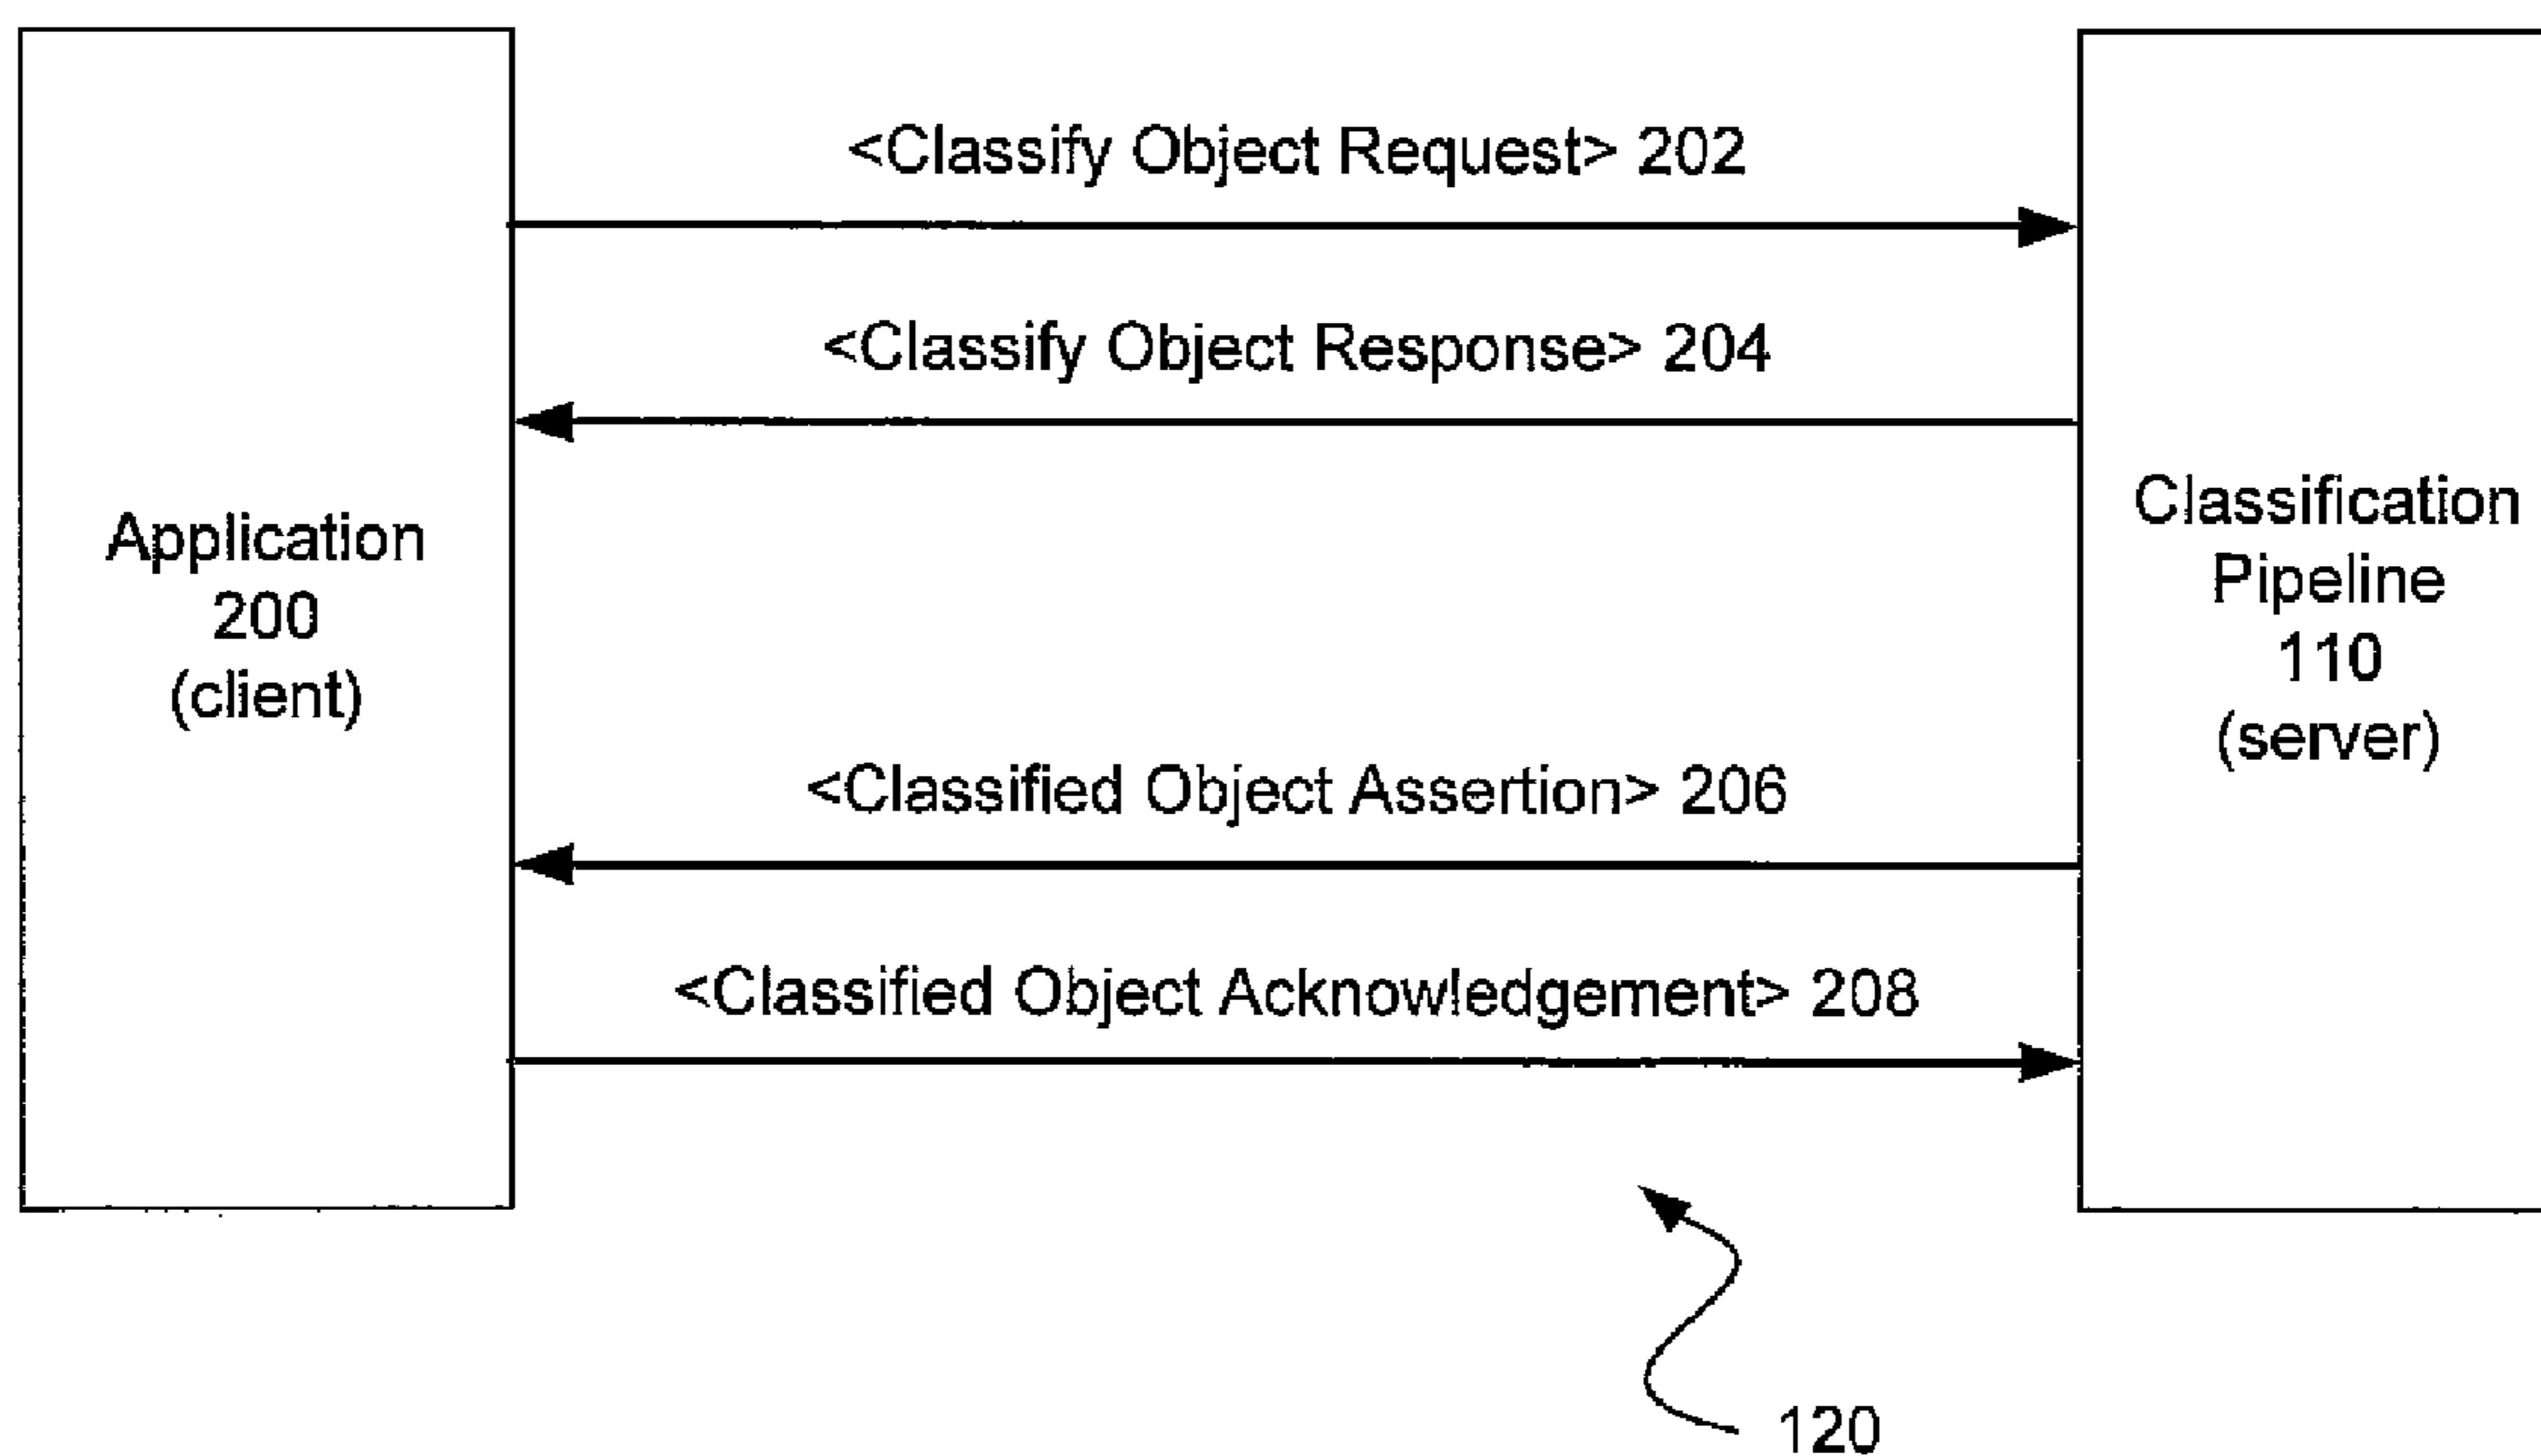 <Classify Object Request> 202
<Classify Object Response> 204
Application
200
(client)
Classification
Pipeline
110
(server)
<Classified Object Assertion> 206
<Classified Object Acknowledgement> 208
120